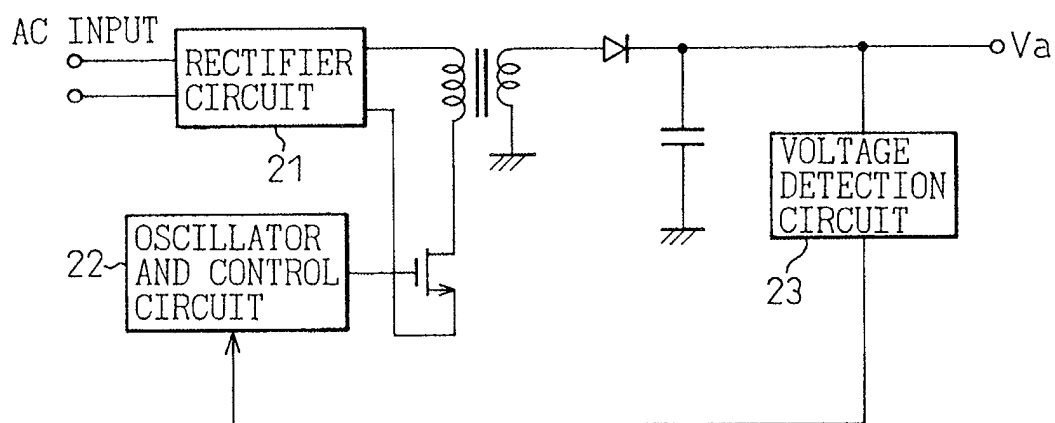 AC INPUT
RECTIFIER
CIRCUIT
21
Va
VOLTAGE
DETECTION
CIRCUIT
23
22
OSCILLATOR
AND CONTROL
CIRCUIT